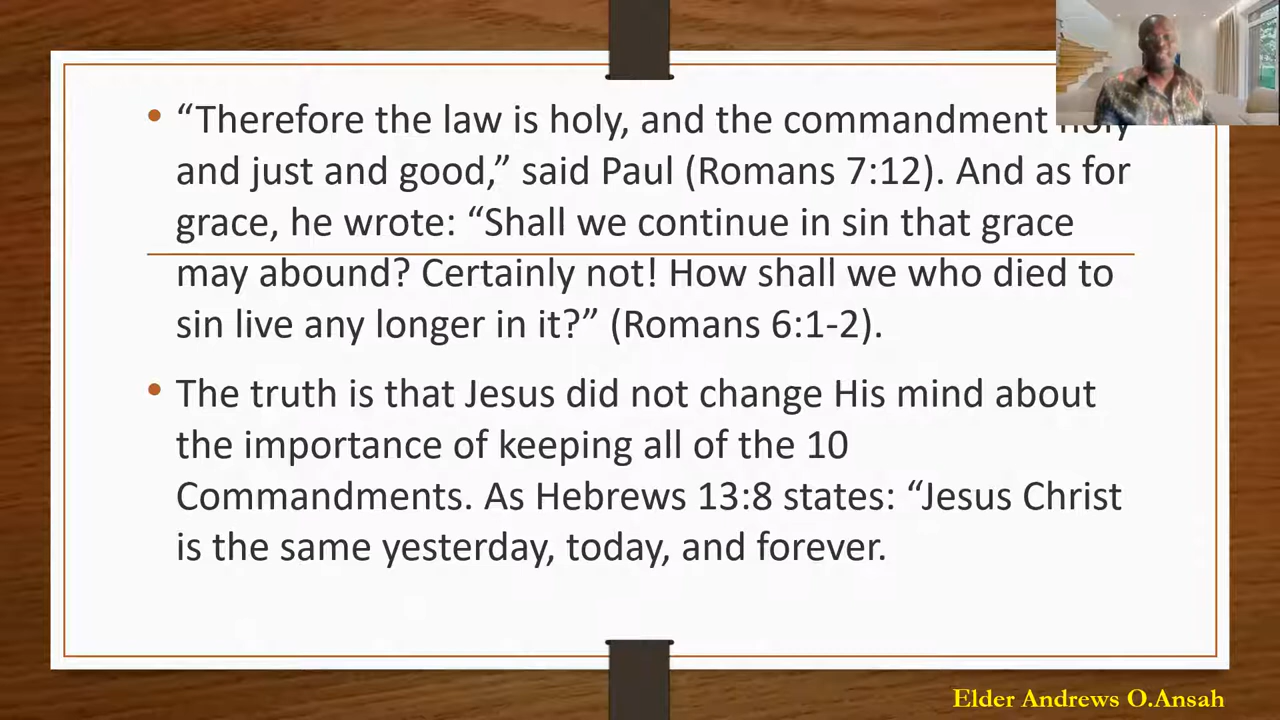 • “Therefore the law is holy, and the commandment holy
and just and good,” said Paul (Romans 7:12). And as for
grace, he wrote: “Shall we continue in sin that grace
may abound? Certainly not! How shall we who died to
sin live any longer in it?” (Romans 6:1-2).
• The truth is that Jesus did not change His mind about
the importance of keeping all of the 10
Commandments. As Hebrews 13:8 states: “Jesus Christ
is the same yesterday, today, and forever.
Elder Andrews O.Ansah